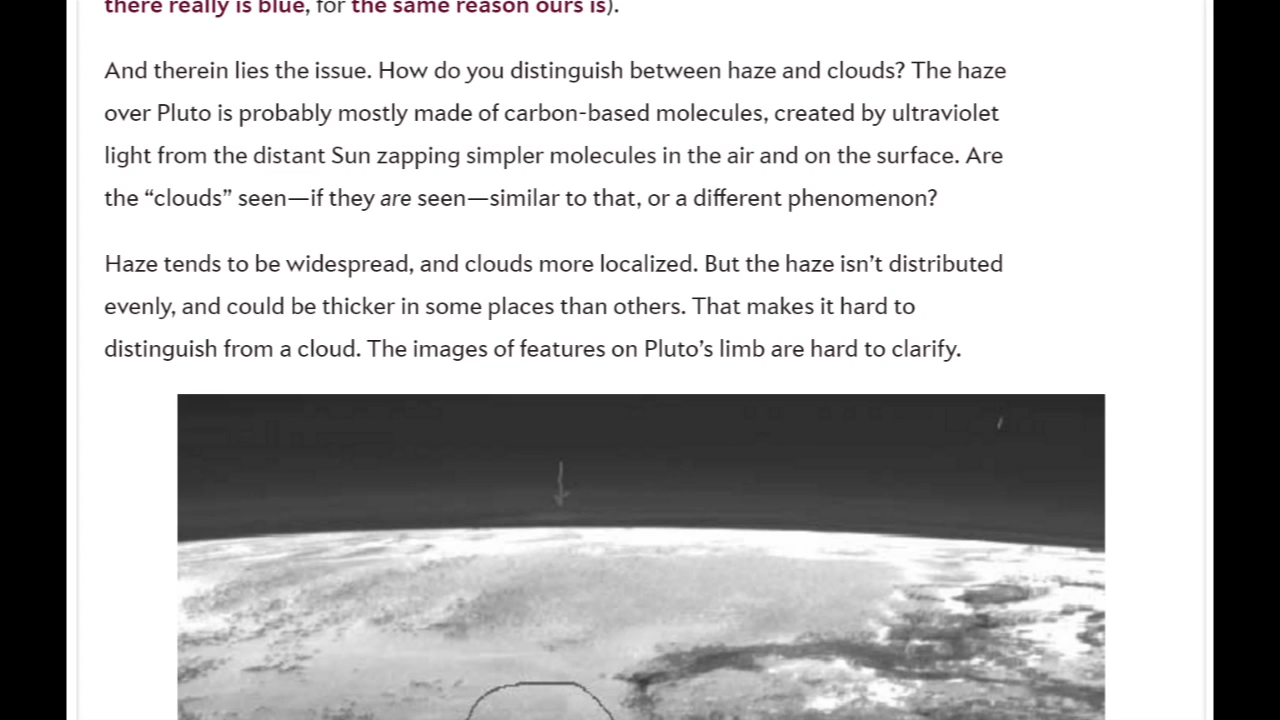 there really is blue, for the same reason ours is).
And therein lies the issue. How do you distinguish between haze and clouds? The haze
over Pluto is probably mostly made of carbon-based molecules, created by ultraviolet
light from the distant Sun zapping simpler molecules in the air and on the surface. Are
the “clouds” seen—if they are seen—similar to that, or a different phenomenon?
Haze tends to be widespread, and clouds more localized. But the haze isn’t distributed
evenly, and could be thicker in some places than others. That makes it hard to
distinguish from a cloud. The images of features on Pluto’s limb are hard to clarify.